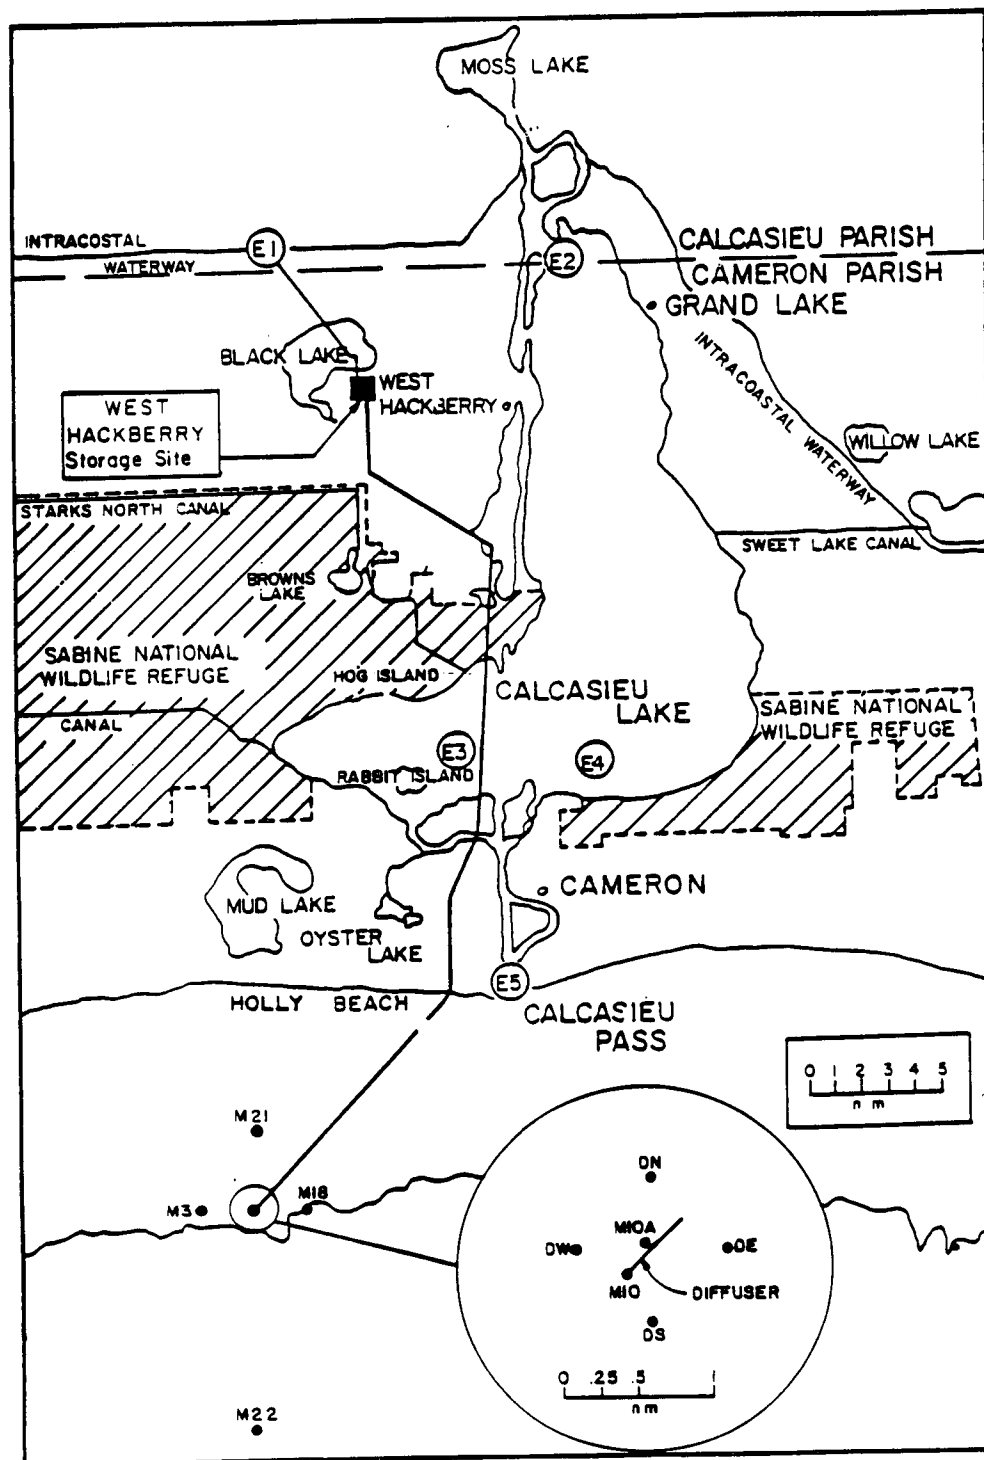 MOSS LAKE
INTRACOSTAL
WATERWAY
E1
E2
CALCASIEU PARISH
CAMERON PARISH
GRAND LAKE
BLACK LAKE
WEST
HACKBERRY
WEST
HACKBERRY
Storage Site
INTRACOASTAL WATERWAY
WILLOW LAKE
STARKS NORTH CANAL
SWEET LAKE CANAL
BROWNS
LAKE
SABINE NATIONAL
WILDLIFE REFUGE
HOG ISLAND
CALCASIEU
LAKE
SABINE NATIONAL
WILDLIFE REFUGE
CANAL
E3
E4
RABBIT ISLAND
CAMERON
MUD LAKE
OYSTER
LAKE
E5
HOLLY BEACH
CALCASIEU
PASS
0 1 2 3 4 5
n m
M21
M3
M18
DN
M10A
DW
DE
M10
DIFFUSER
DS
0 .25 .5 1
nm
M22